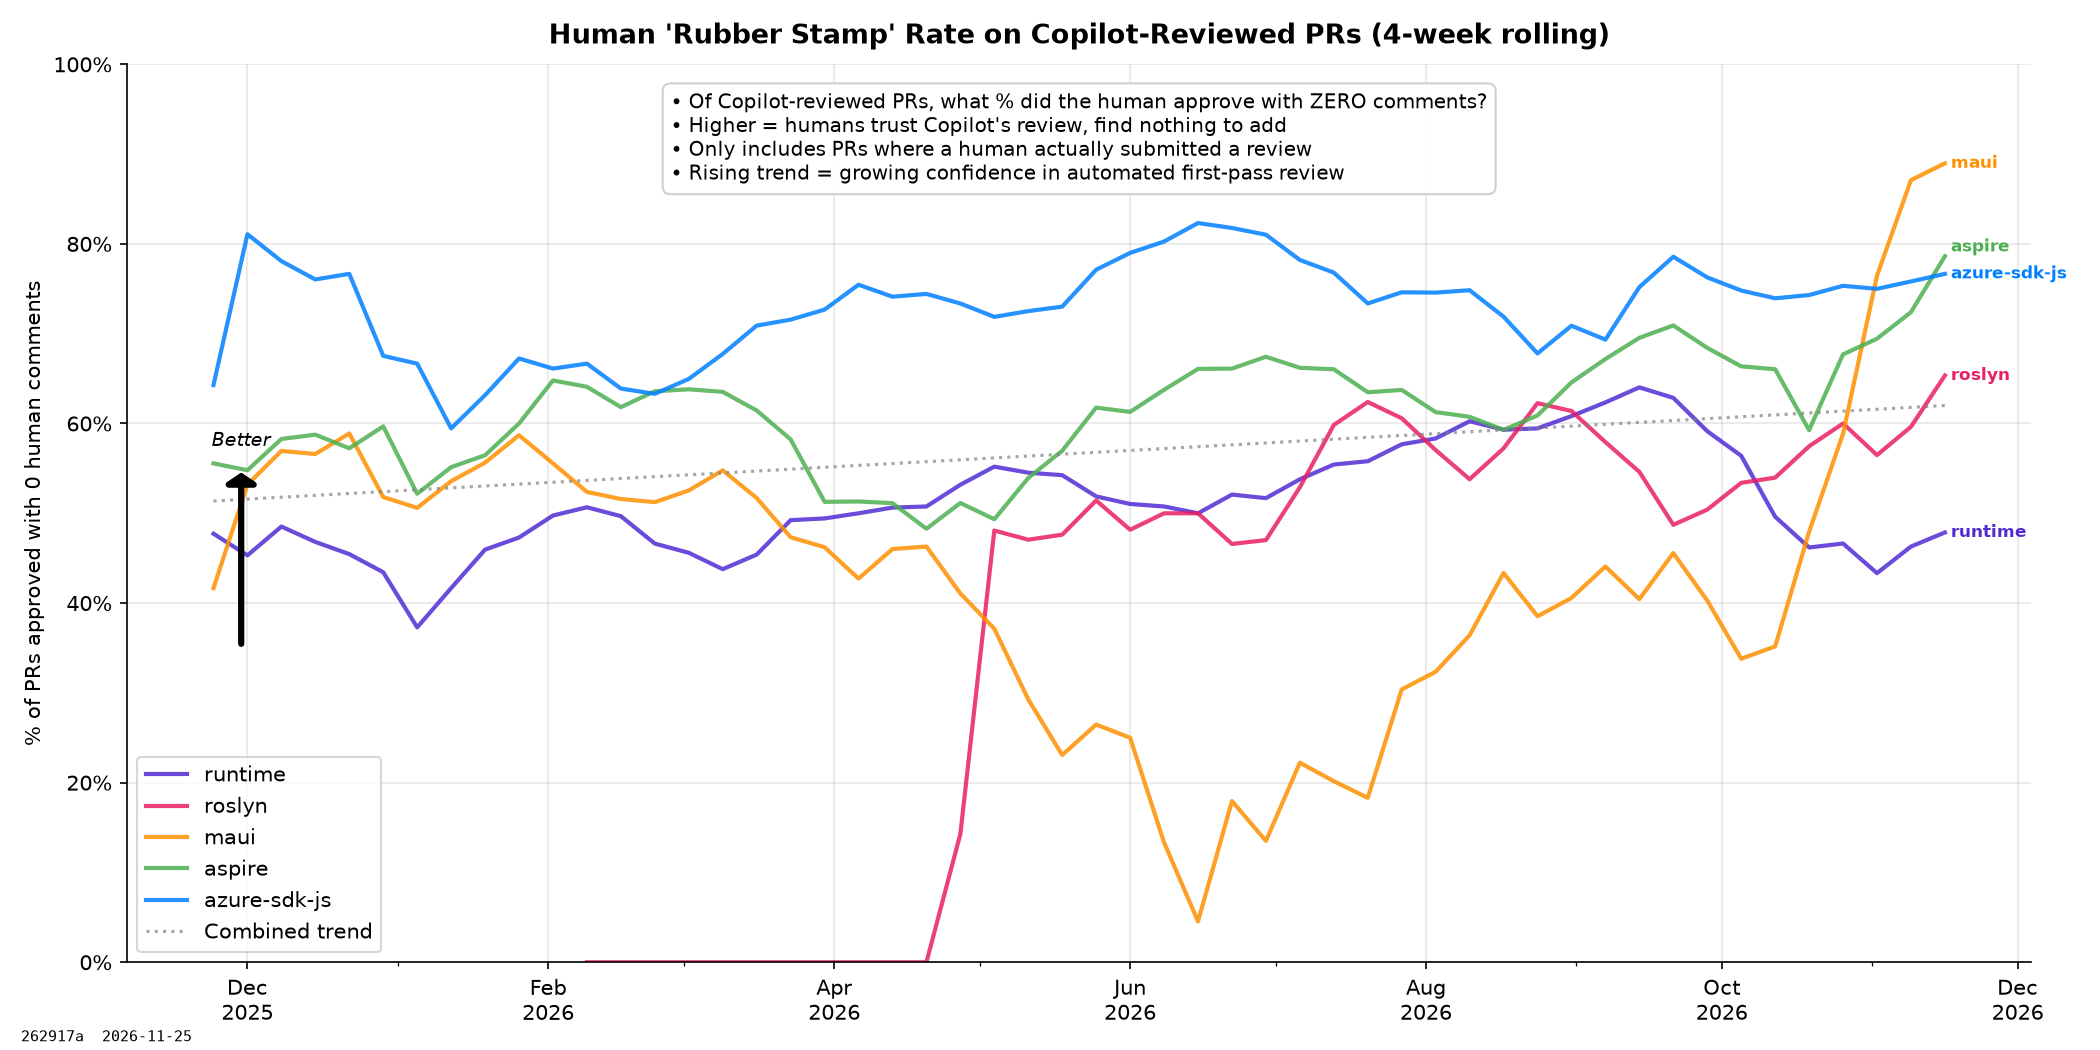 Human 'Rubber Stamp' Rate on Copilot-Reviewed PRs (4-week rolling)
• Of Copilot-reviewed PRs, what % did the human approve with ZERO comments?
• Higher = humans trust Copilot's review, find nothing to add
• Only includes PRs where a human actually submitted a review
• Rising trend = growing confidence in automated first-pass review
% of PRs approved with 0 human comments
100%
80%
60%
40%
20%
0%
Better
maui
aspire
azure-sdk-js
roslyn
runtime
runtime
roslyn
maui
aspire
azure-sdk-js
Combined trend
Dec
2025
Feb
2026
Apr
2026
Jun
2026
Aug
2026
Oct
2026
Dec
2026
262917a 2026-11-25